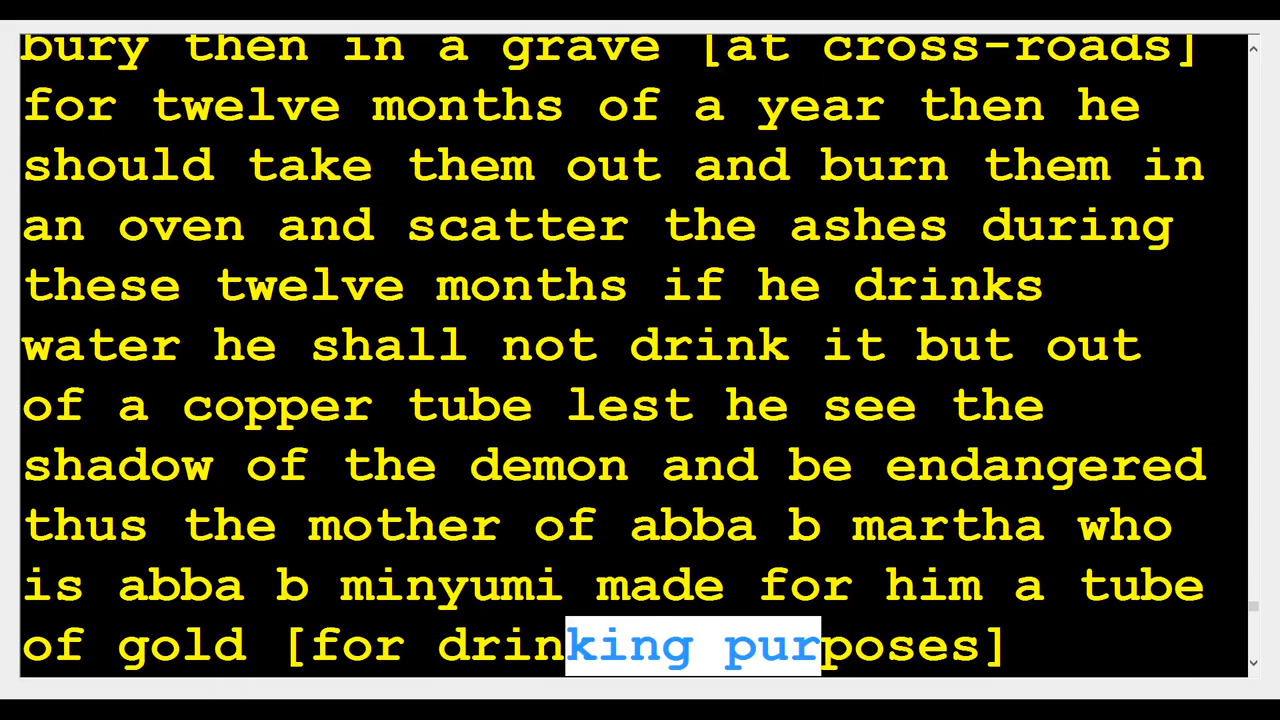 bury then in a grave [at cross-roads]
for twelve months of a year then he
should take them out and burn them in
an oven and scatter the ashes during
these twelve months if he drinks
water he shall not drink it but out
of a copper tube lest he see the
shadow of the demon and be endangered
thus the mother of abba b martha who
is abba b minyumi made for him a tube
of gold [for drinking purposes]